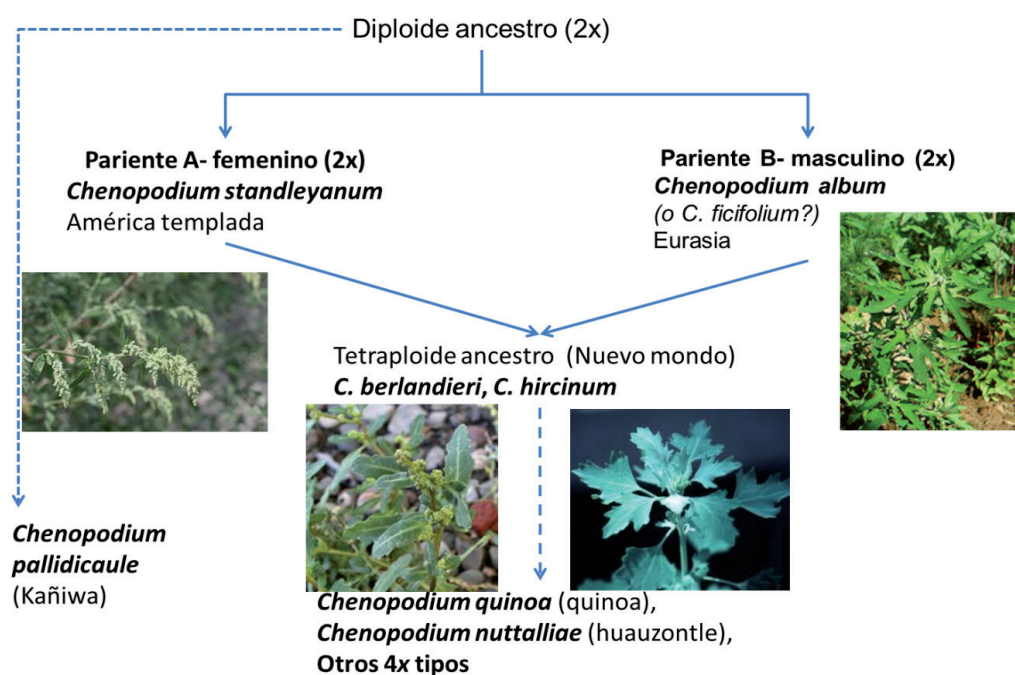 Diploide ancestro (2x)
Pariente A- femenino (2x)
Chenopodium standleyanum
América templada
Pariente B- masculino (2x)
Chenopodium album
(o C. ficifolium?)
Eurasia
Tetraploide ancestro (Nuevo mondo)
C. berlandieri, C. hircinum
Chenopodium
pallidicaule
(Kañiwa)
Chenopodium quinoa (quinoa),
Chenopodium nuttalliae (huauzontle),
Otros 4x tipos